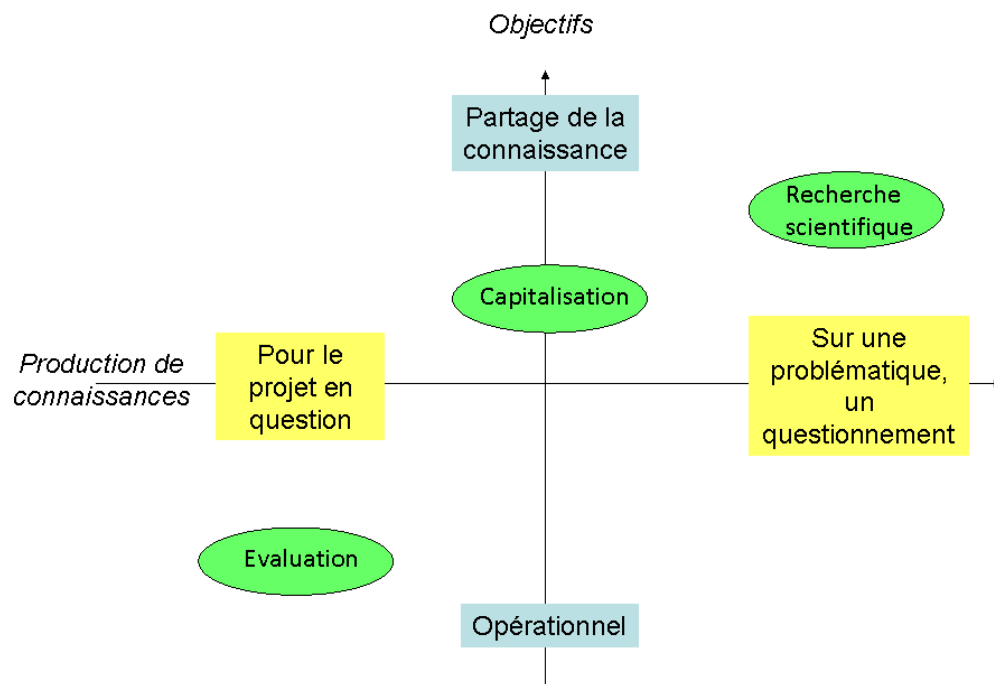 Objectifs
Partage de la
connaissance
Recherche
scientifique
Capitalisation
Production de
connaissances
Pour le
projet en
question
Sur une
problématique,
un
questionnement
Evaluation
Opérationnel